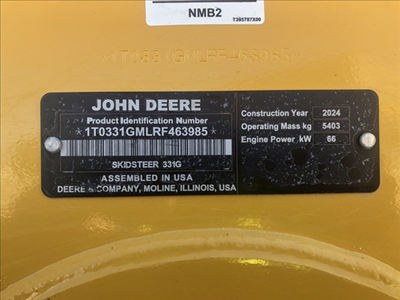 NMB2
T395787X00
1T0331GMLRF463985
JOHN DEERE
Product Identification Number
*1T0331GMLRF463985*
SKIDSTEER 331G
ASSEMBLED IN USA
DEERE & COMPANY, MOLINE, ILLINOIS, USA
Construction Year 2024
Operating Mass kg 5403
Engine Power kW 66